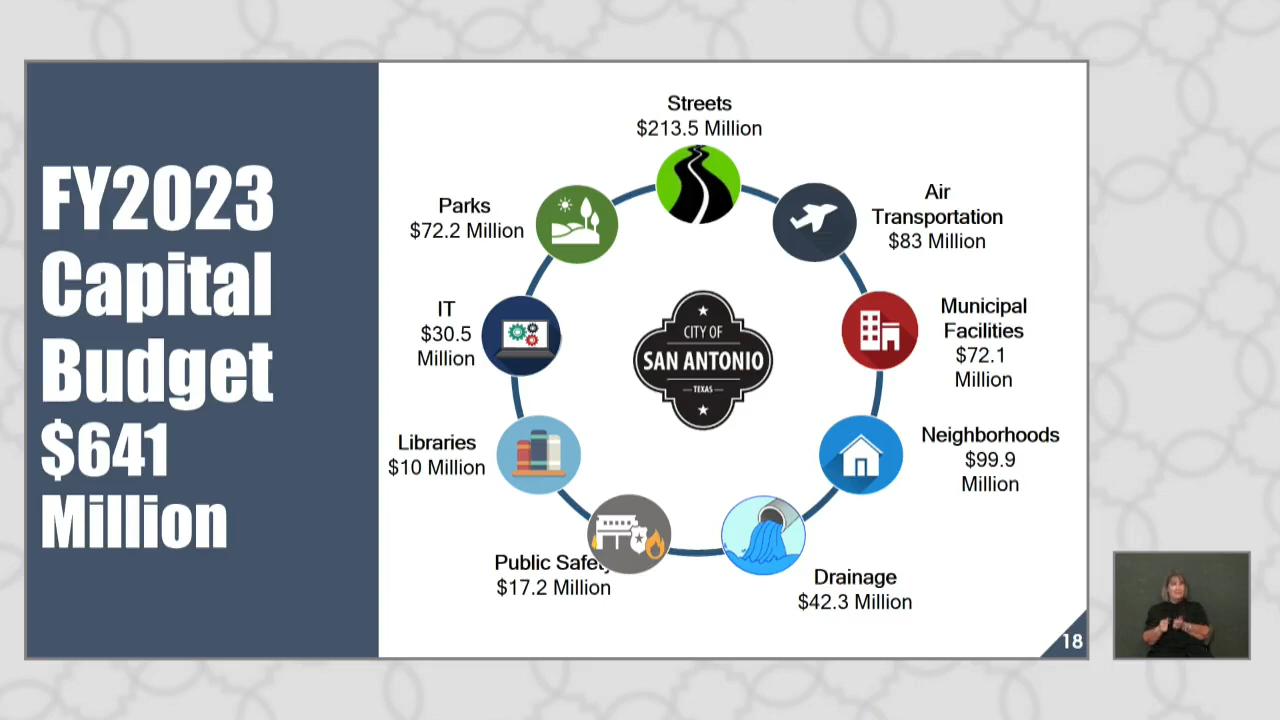 FY2023
Capital
Budget
$641
Million
Streets
$213.5 Million
Air
Transportation
$83 Million
Municipal
Facilities
$72.1
Million
Neighborhoods
$99.9
Million
Drainage
$42.3 Million
Public Safety
$17.2 Million
Libraries
$10 Million
IT
$30.5
Million
Parks
$72.2 Million
CITY OF
SAN ANTONIO
TEXAS
18